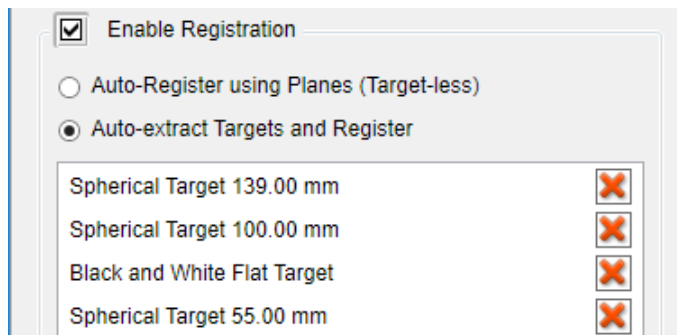 Enable Registration
Auto-Register using Planes (Target-less)
Auto-extract Targets and Register
Spherical Target 139.00 mm
Spherical Target 100.00 mm
Black and White Flat Target
Spherical Target 55.00 mm